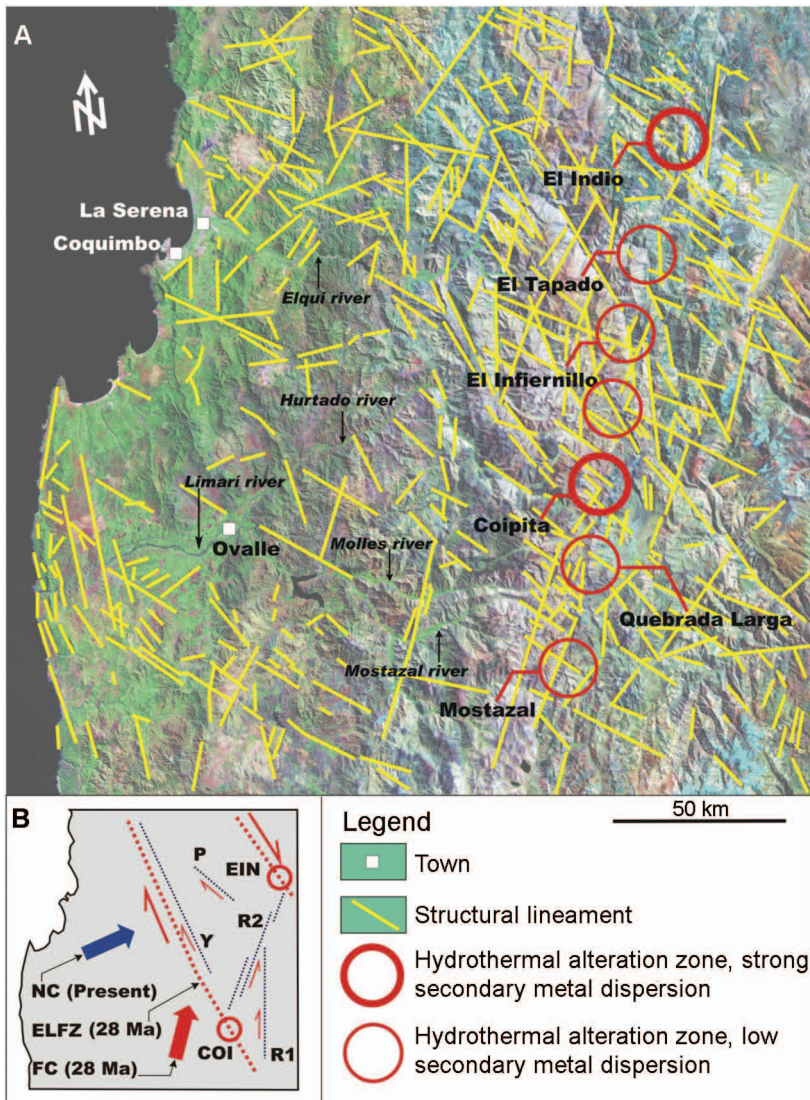 A
N
El Indio
La Serena
Coquimbo
El Tapado
Elqui river
El Infiernillo
Hurtado river
Limarí river
Coipita
Ovalle
Molles river
Quebrada Larga
Mostazal river
Mostazal
B
P
EIN
R2
Y
NC (Present)
ELFZ (28 Ma)
COI
R1
FC (28 Ma)
50 km
Legend
Town
Structural lineament
Hydrothermal alteration zone, strong
secondary metal dispersion
Hydrothermal alteration zone, low
secondary metal dispersion